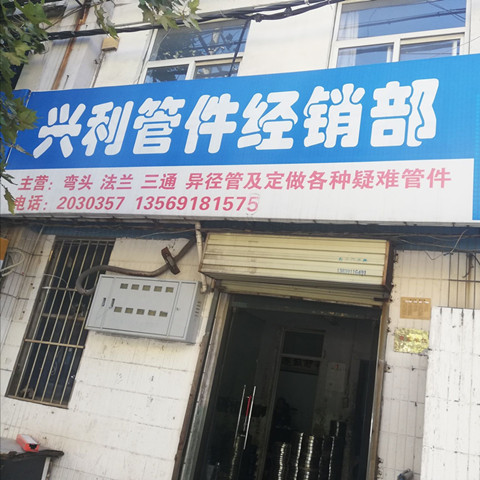 兴利管件经销部
主营：弯头 法兰 三通 异径管及定做各种疑难管件
电话：2030357 13569181575